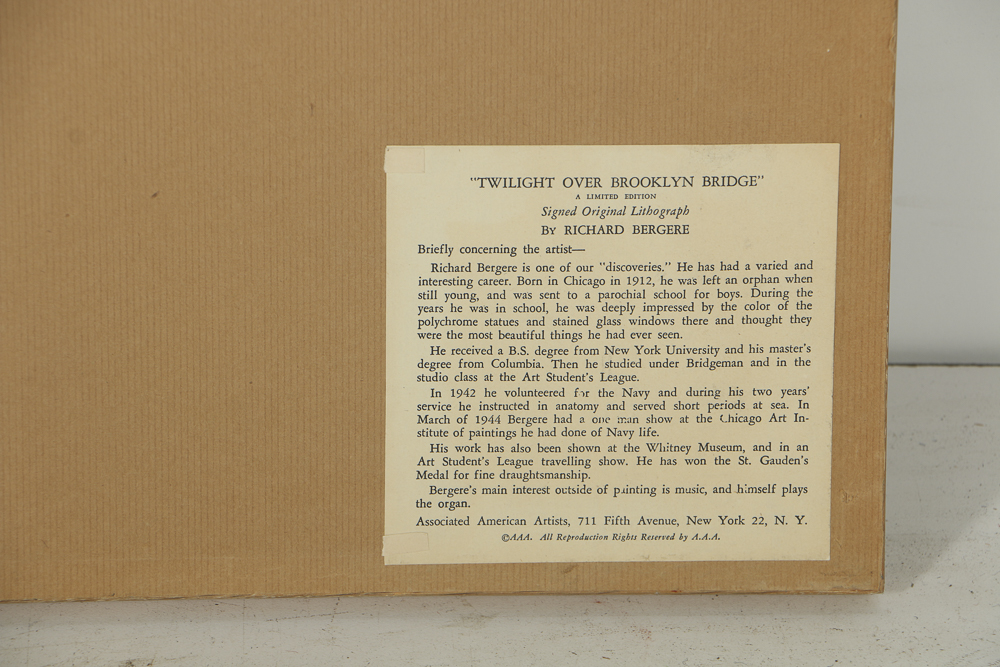 "TWILIGHT OVER BROOKLYN BRIDGE"
A LIMITED EDITION
Signed Original Lithograph
By RICHARD BERGERE
Briefly concerning the artist—
Richard Bergere is one of our "discoveries." He has had a varied and
interesting career. Born in Chicago in 1912, he was left an orphan when
still young, and was sent to a parochial school for boys. During the
years he was in school, he was deeply impressed by the color of the
polychrome statues and stained glass windows there and thought they
were the most beautiful things he had ever seen.
He received a B.S. degree from New York University and his master's
degree from Columbia. Then he studied under Bridgeman and in the
studio class at the Art Student's League.
In 1942 he volunteered for the Navy and during his two years'
service he instructed in anatomy and served short periods at sea. In
March of 1944 Bergere had a one man show at the Chicago Art In-
stitute of paintings he had done of Navy life.
His work has also been shown at the Whitney Museum, and in an
Art Student's League travelling show. He has won the St. Gauden's
Medal for fine draughtsmanship.
Bergere's main interest outside of painting is music, and himself plays
the organ.
Associated American Artists, 711 Fifth Avenue, New York 22, N. Y.
©AAA. All Reproduction Rights Reserved by A.A.A.